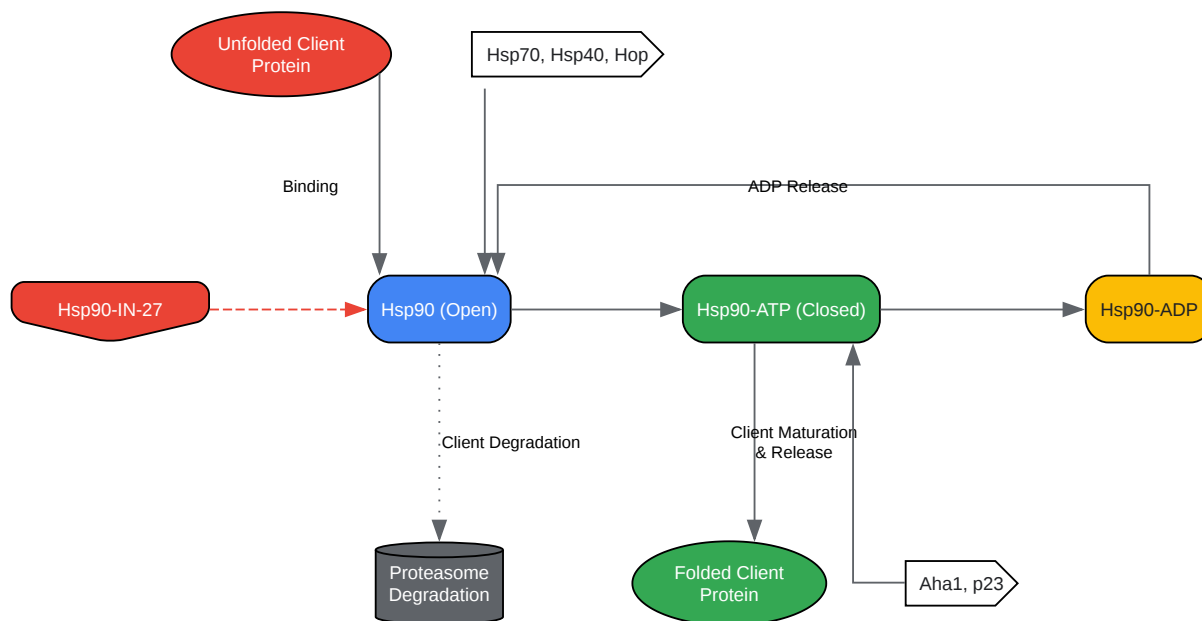 Unfolded Client
Protein
Hsp70, Hsp40, Hop
Binding
ADP Release
Hsp90-IN-27
Hsp90 (Open)
Hsp90-ATP (Closed)
Hsp90-ADP
Client Degradation
Client Maturation
& Release
Proteasome
Degradation
Folded Client
Protein
Aha1, p23